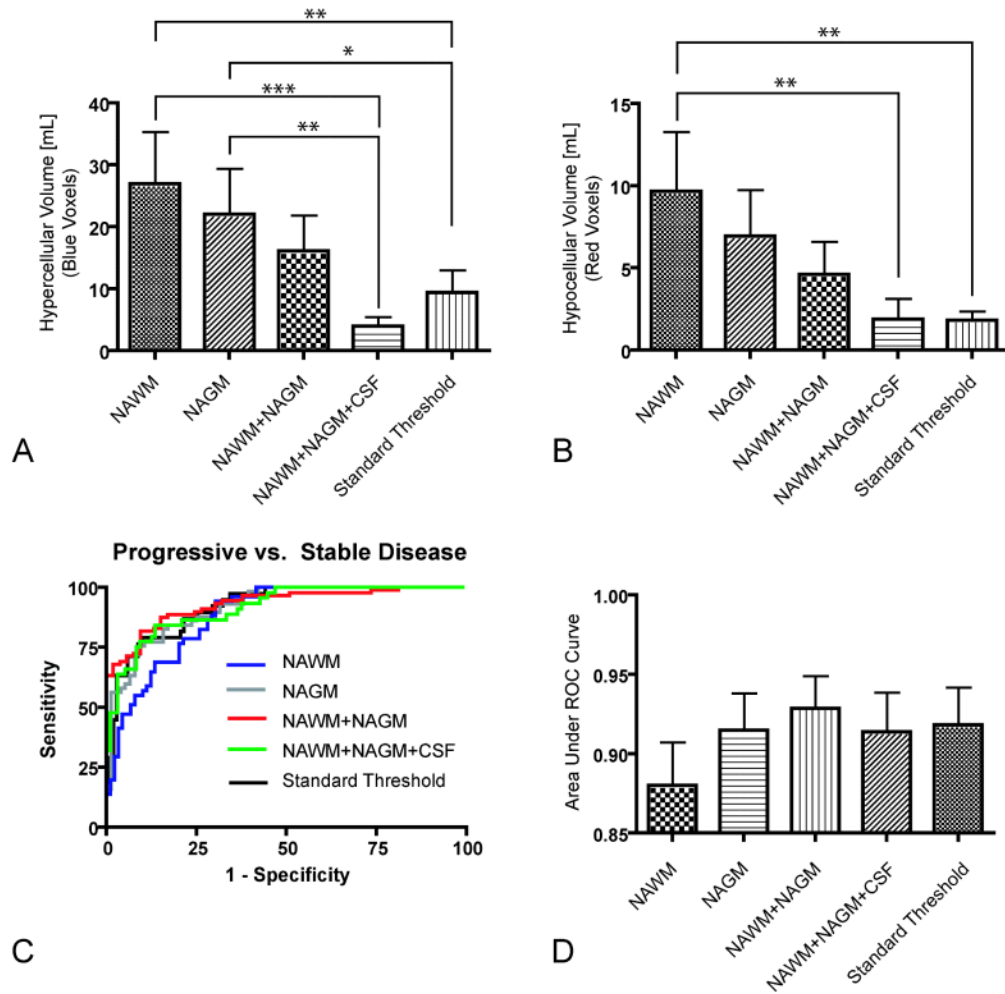 **
*
***
**
40
30
20
10
0
Hypercellular Volume [mL]
(Blue Voxels)
NAWM
NAGM
NAWM+NAGM
NAWM+NAGM+CSF
Standard Threshold
A
**
**
15
10
5
0
Hypocellular Volume [mL]
(Red Voxels)
NAWM
NAGM
NAWM+NAGM
NAWM+NAGM+CSF
Standard Threshold
B
Progressive vs. Stable Disease
100
75
50
25
0
Sensitivity
NAWM
NAGM
NAWM+NAGM
NAWM+NAGM+CSF
Standard Threshold
0
25
50
75
100
1 - Specificity
C
1.00
0.95
0.90
0.85
Area Under ROC Curve
NAWM
NAGM
NAWM+NAGM
NAWM+NAGM+CSF
Standard Threshold
D